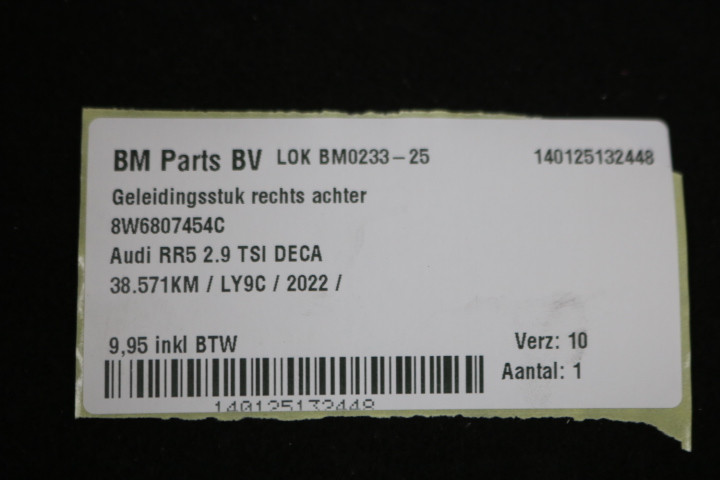 BM Parts BV LOK BM0233-25 140125132448
Geleidingsstuk rechts achter
8W6807454C
Audi RR5 2.9 TSI DECA
38.571KM / LY9C / 2022 /
9,95 inkl BTW Verz: 10
Aantal: 1
140125132448